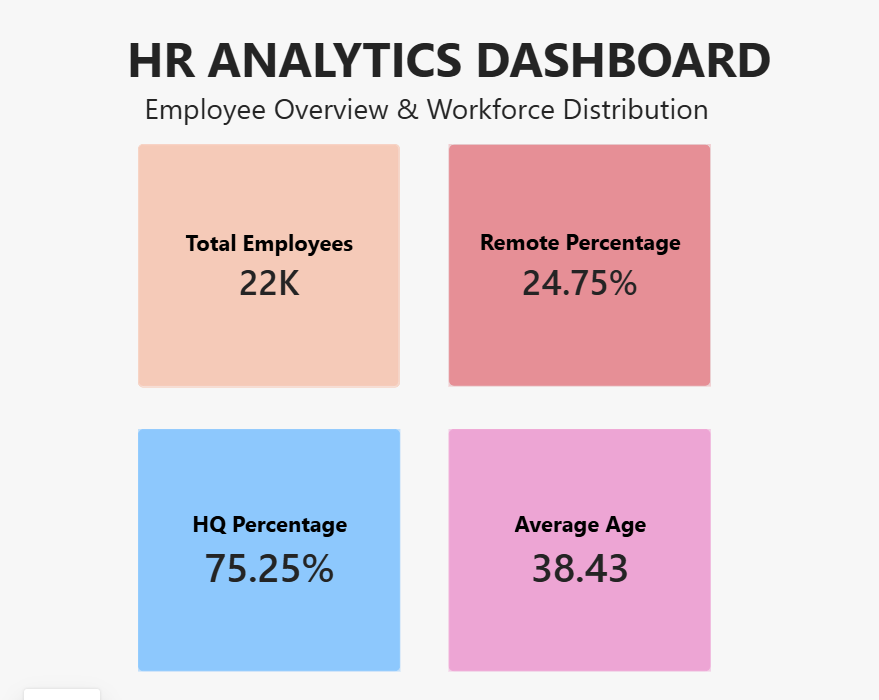 HR ANALYTICS DASHBOARD
Employee Overview & Workforce Distribution
Total Employees
22K
Remote Percentage
24.75%
HQ Percentage
75.25%
Average Age
38.43